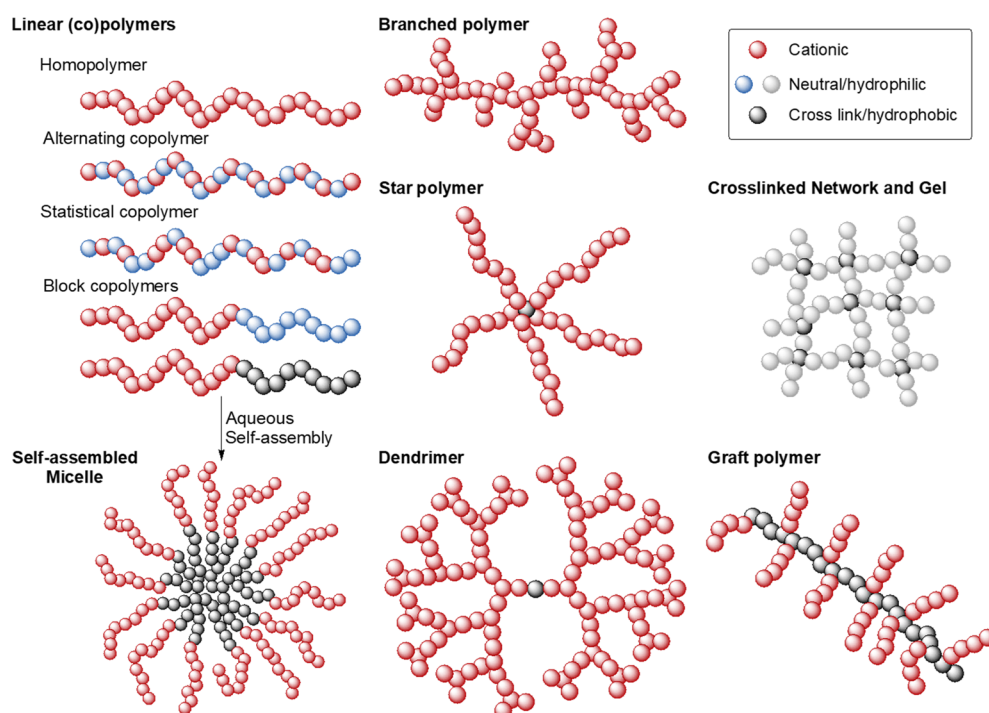 Linear (co)polymers
Homopolymer
Alternating copolymer
Statistical copolymer
Block copolymers
Aqueous
Self-assembly
Self-assembled
Micelle
Branched polymer
Star polymer
Dendrimer
Cationic
Neutral/hydrophilic
Cross link/hydrophobic
Crosslinked Network and Gel
Graft polymer